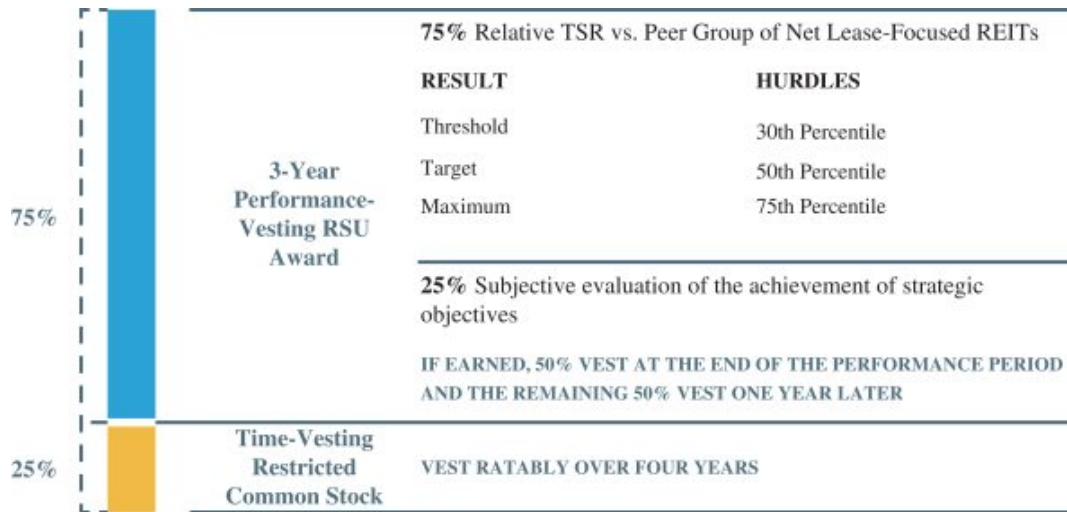 75% Relative TSR vs. Peer Group of Net Lease-Focused REITs
RESULT HURDLES
Threshold 30th Percentile
Target 50th Percentile
Maximum 75th Percentile
75%
3-Year
Performance-
Vesting RSU
Award
25% Subjective evaluation of the achievement of strategic
objectives
IF EARNED, 50% VEST AT THE END OF THE PERFORMANCE PERIOD
AND THE REMAINING 50% VEST ONE YEAR LATER
25%
Time-Vesting
Restricted
Common Stock
VEST RATABLY OVER FOUR YEARS